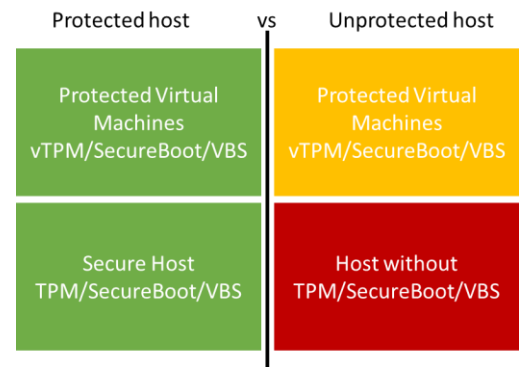 Protected host vs Unprotected host
Protected Virtual
Machines
vTPM/SecureBoot/VBS
Protected Virtual
Machines
vTPM/SecureBoot/VBS
Secure Host
TPM/SecureBoot/VBS
Host without
TPM/SecureBoot/VBS